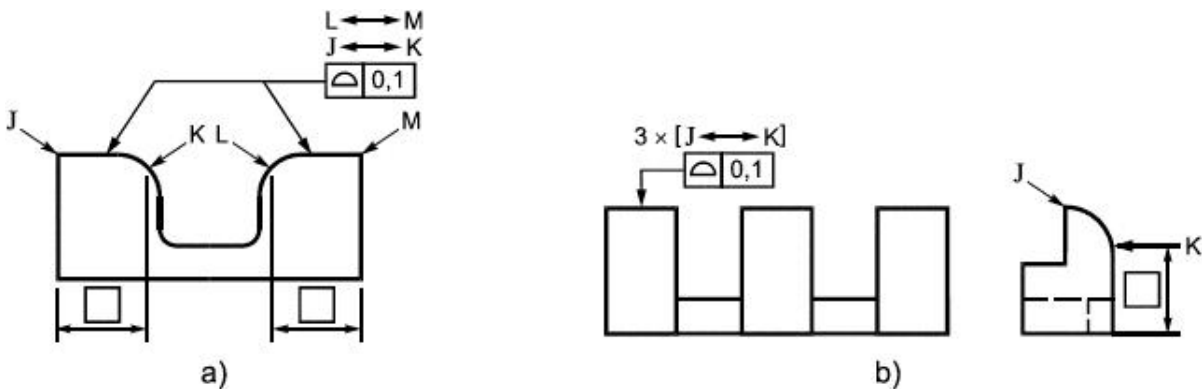 L ↔ M
J ↔ K
⌓ 0,1
J
K L
M
a)
3 × [J ↔ K]
⌓ 0,1
J
K
b)